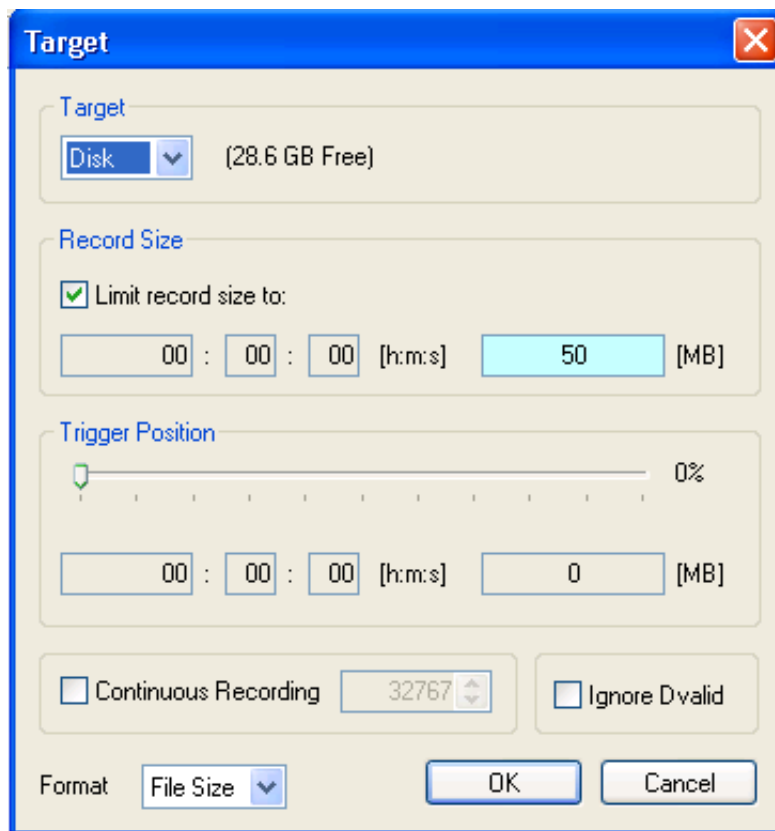 Target
Target
Disk (28.6 GB Free)
Record Size
Limit record size to:
00 : 00 : 00 [h:m:s] 50 [MB]
Trigger Position
0%
00 : 00 : 00 [h:m:s] 0 [MB]
Continuous Recording 32767 Ignore Dvalid
Format File Size OK Cancel